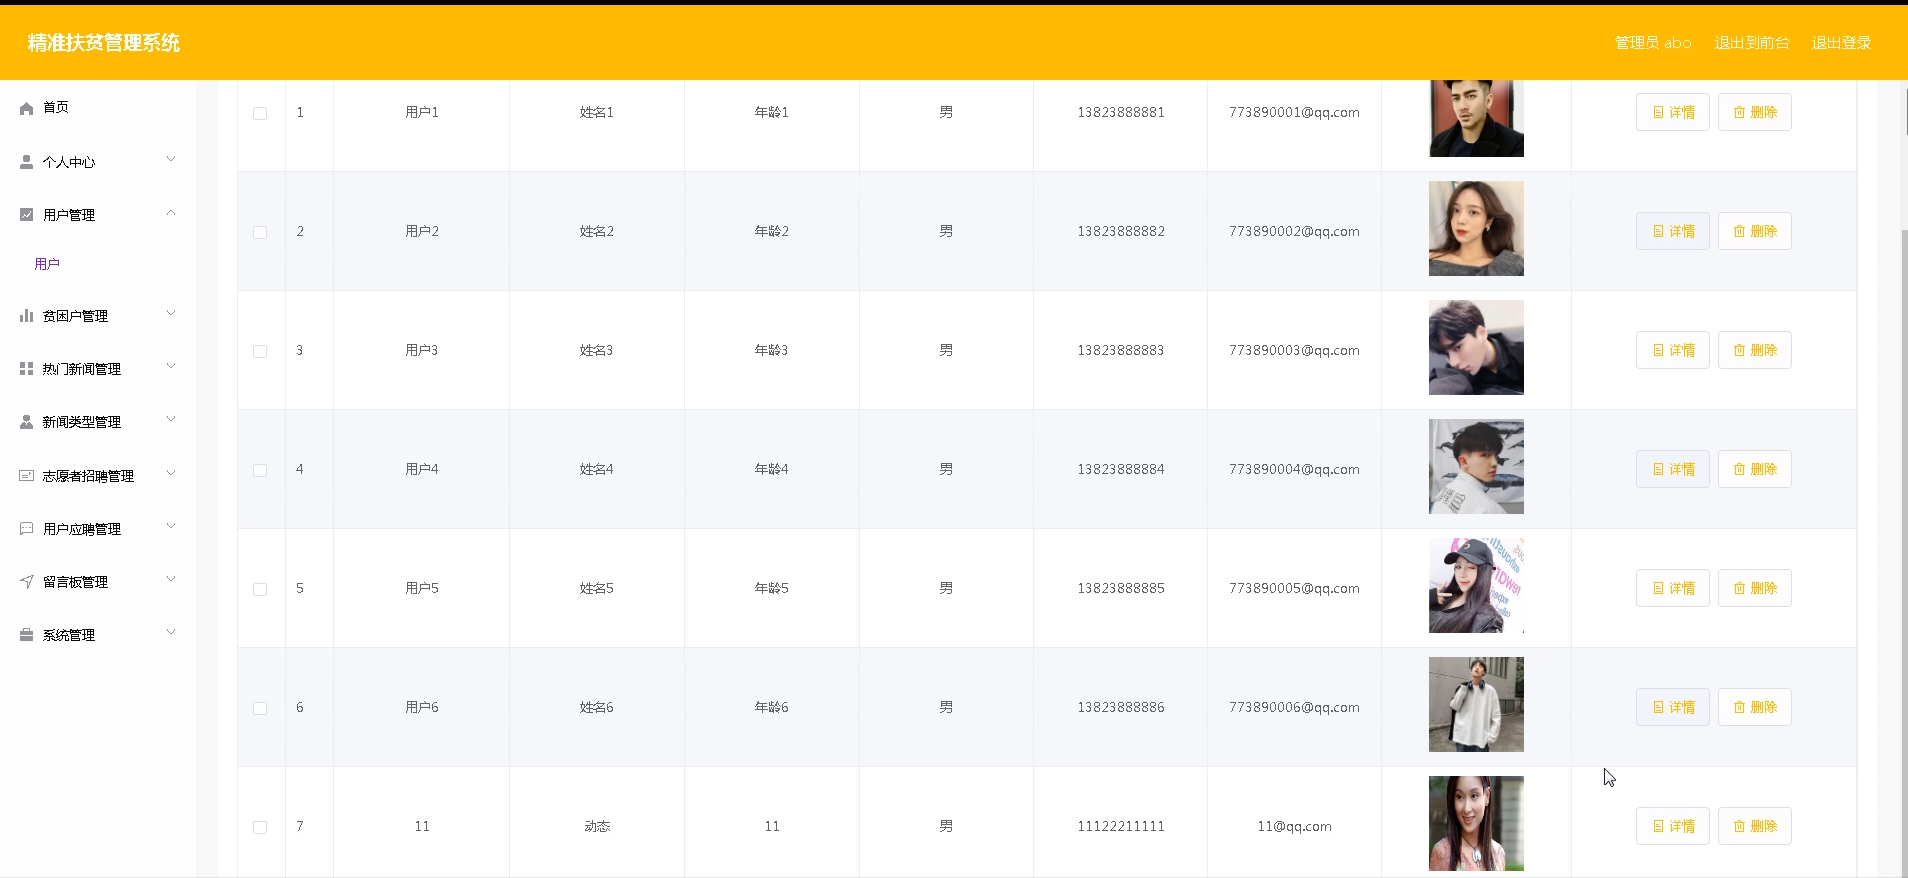 精准扶贫管理系统
管理员 abo 退出到前台 退出登录
首页
个人中心
用户管理
用户
贫困户管理
热门新闻管理
新闻类型管理
志愿者招聘管理
用户应聘管理
留言板管理
系统管理
1 用户1 姓名1 年龄1 男 13823888881 773890001@qq.com 详情 删除
2 用户2 姓名2 年龄2 男 13823888882 773890002@qq.com 详情 删除
3 用户3 姓名3 年龄3 男 13823888883 773890003@qq.com 详情 删除
4 用户4 姓名4 年龄4 男 13823888884 773890004@qq.com 详情 删除
5 用户5 姓名5 年龄5 男 13823888885 773890005@qq.com 详情 删除
6 用户6 姓名6 年龄6 男 13823888886 773890006@qq.com 详情 删除
7 11 动态 11 男 11122211111 11@qq.com 详情 删除